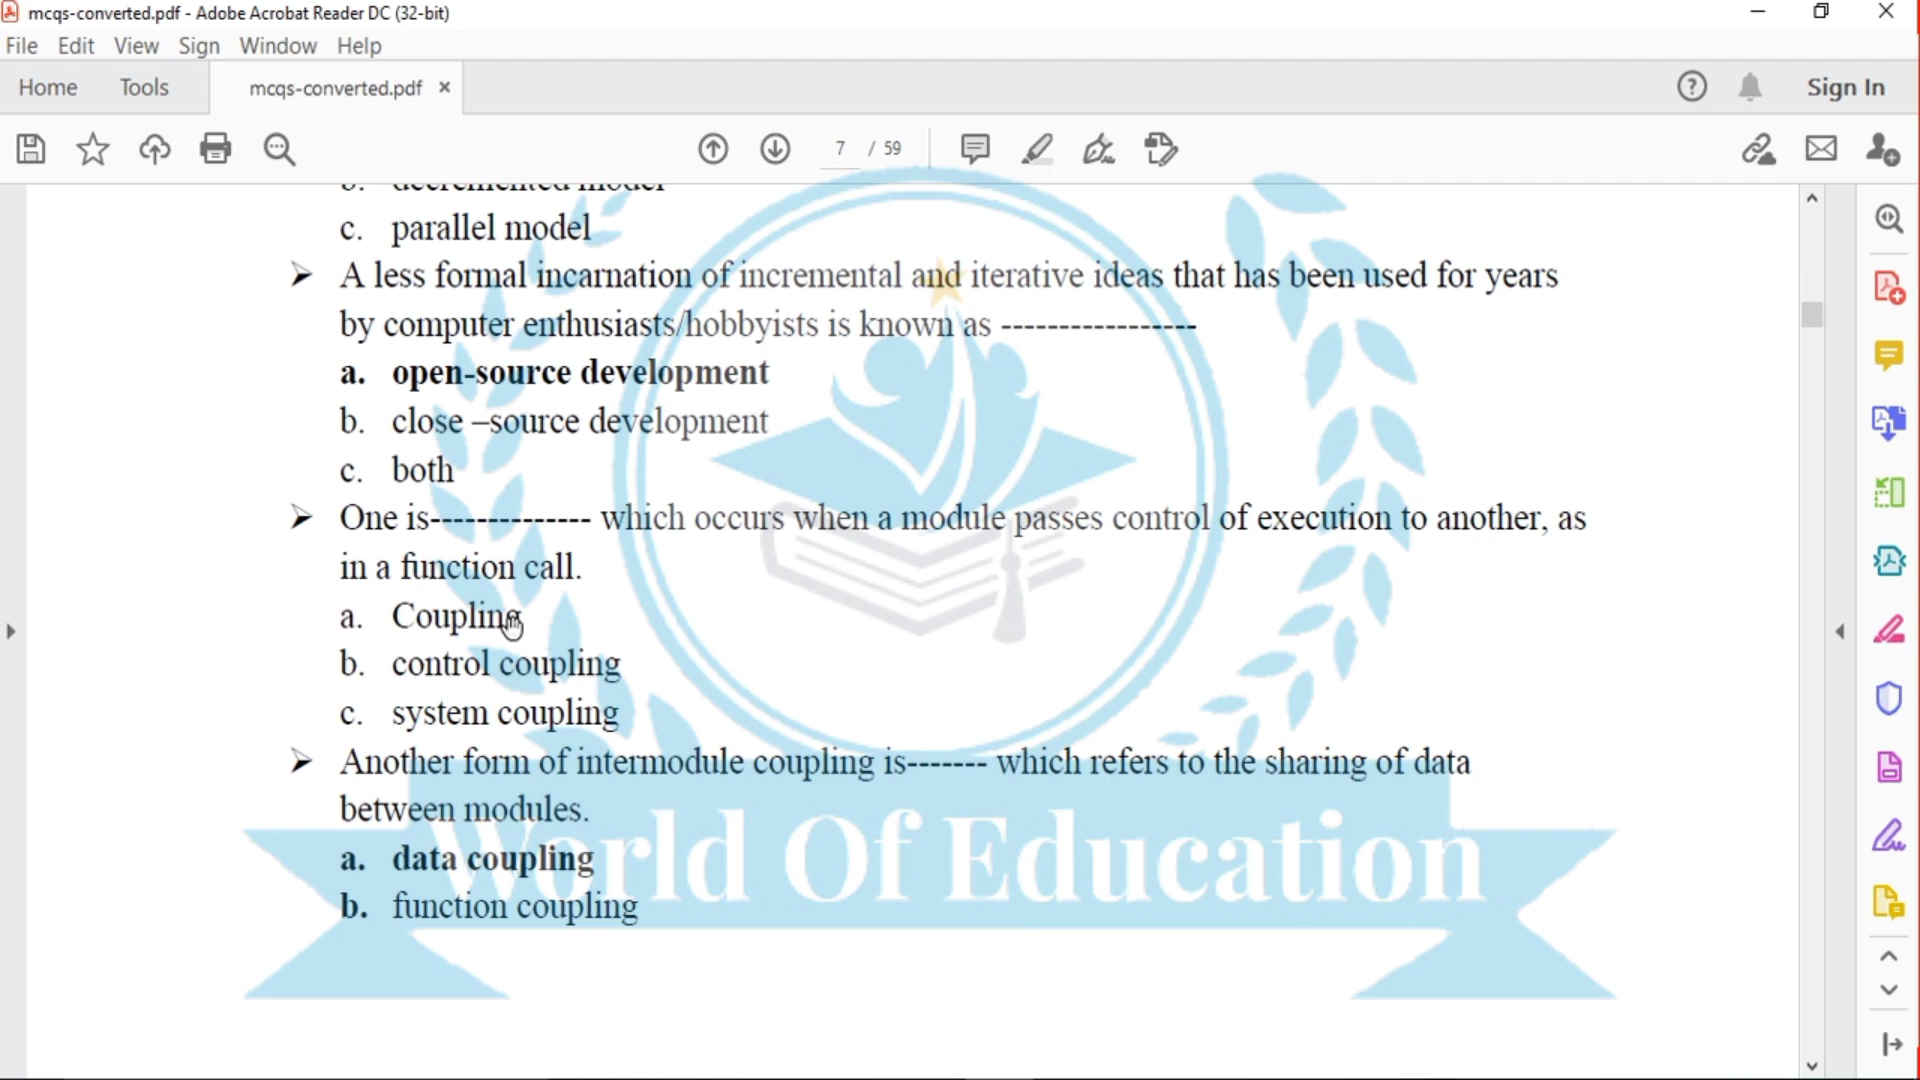 mcqs-converted.pdf - Adobe Acrobat Reader DC (32-bit)
File Edit View Sign Window Help
Home Tools mcqs-converted.pdf × Sign In
7 / 59
b. decremented model
c. parallel model
➢ A less formal incarnation of incremental and iterative ideas that has been used for years
by computer enthusiasts/hobbyists is known as -----------------
a. open-source development
b. close –source development
c. both
➢ One is-------------- which occurs when a module passes control of execution to another, as
in a function call.
a. Coupling
b. control coupling
c. system coupling
➢ Another form of intermodule coupling is------- which refers to the sharing of data
between modules.
a. data coupling
b. function coupling
World Of Education